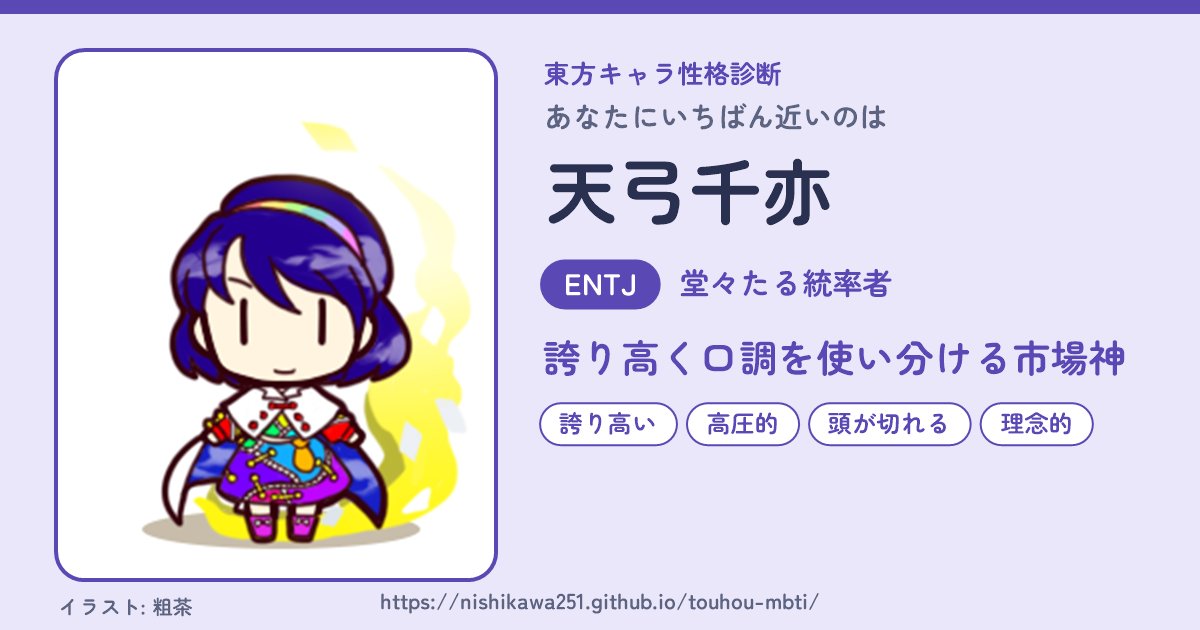 東方キャラ性格診断
あなたにいちばん近いのは
天弓千亦
ENTJ 堂々たる統率者
誇り高く口調を使い分ける市場神
誇り高い 高圧的 頭が切れる 理念的
イラスト: 粗茶
https://nishikawa251.github.io/touhou-mbti/